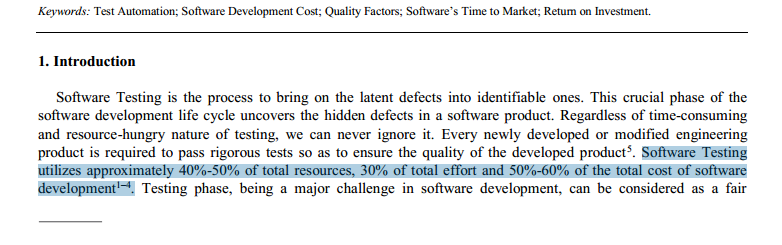 Keywords: Test Automation; Software Development Cost; Quality Factors; Software's Time to Market; Return on Investment.
1. Introduction
Software Testing is the process to bring on the latent defects into identifiable ones. This crucial phase of the
software development life cycle uncovers the hidden defects in a software product. Regardless of time-consuming
and resource-hungry nature of testing, we can never ignore it. Every newly developed or modified engineering
product is required to pass rigorous tests so as to ensure the quality of the developed product⁵. Software Testing
utilizes approximately 40%-50% of total resources, 30% of total effort and 50%-60% of the total cost of software
development¹⁻⁴. Testing phase, being a major challenge in software development, can be considered as a fair